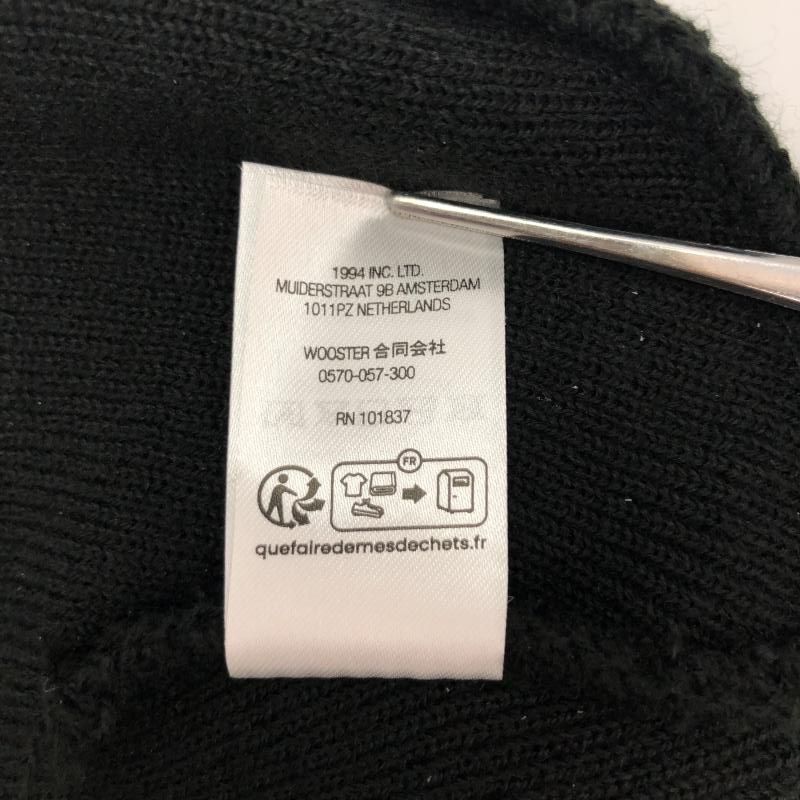 1994 INC. LTD.
MUIDERSTRAAT 9B AMSTERDAM
1011PZ NETHERLANDS
WOOSTER 合同会社
0570-057-300
RN 101837
FR
quefairedemesdechets.fr